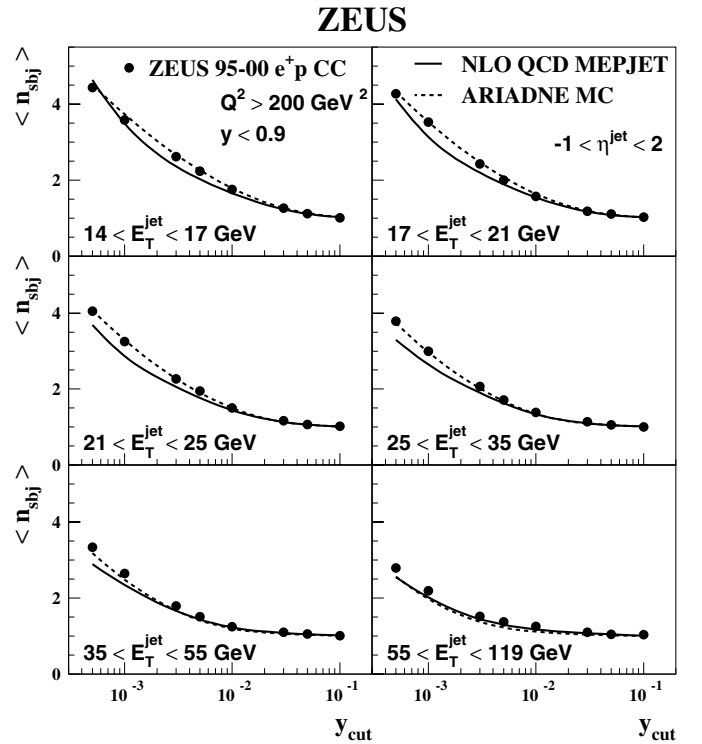 ZEUS
< n_sbj >
4
2
0
ZEUS 95-00 e⁺p CC
Q² > 200 GeV ²
y < 0.9
14 < E_T^jet < 17 GeV
NLO QCD MEPJET
ARIADNE MC
-1 < η^jet < 2
17 < E_T^jet < 21 GeV
< n_sbj >
4
2
0
21 < E_T^jet < 25 GeV
25 < E_T^jet < 35 GeV
< n_sbj >
4
2
0
35 < E_T^jet < 55 GeV
55 < E_T^jet < 119 GeV
10⁻³ 10⁻² 10⁻¹
10⁻³ 10⁻² 10⁻¹
y_cut
y_cut